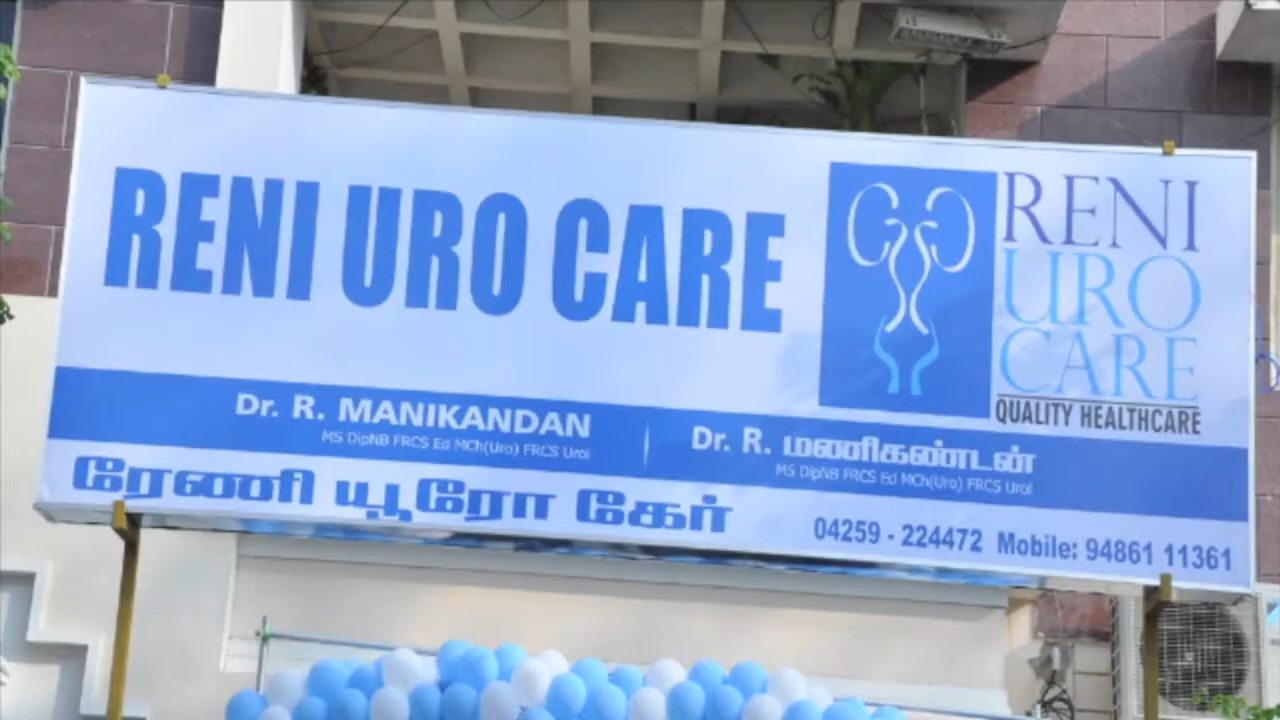 RENI URO CARE
RENI
URO
CARE
QUALITY HEALTHCARE
Dr. R. MANIKANDAN
MS DipNB FRCS Ed MCh(Uro) FRCS Urol
Dr. R. மணிகண்டன்
MS DipNB FRCS Ed MCh(Uro) FRCS Urol
ரேணி யூரோ கேர்
04259 - 224472 Mobile: 94861 11361